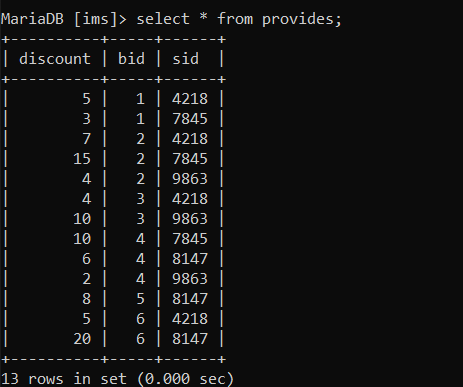 MariaDB [ims]> select * from provides;
+----------+-----+------+
| discount | bid | sid  |
+----------+-----+------+
|        5 |   1 | 4218 |
|        3 |   1 | 7845 |
|        7 |   2 | 4218 |
|       15 |   2 | 7845 |
|        4 |   2 | 9863 |
|        4 |   3 | 4218 |
|       10 |   3 | 9863 |
|       10 |   4 | 7845 |
|        6 |   4 | 8147 |
|        2 |   4 | 9863 |
|        8 |   5 | 8147 |
|        5 |   6 | 4218 |
|       20 |   6 | 8147 |
+----------+-----+------+
13 rows in set (0.000 sec)